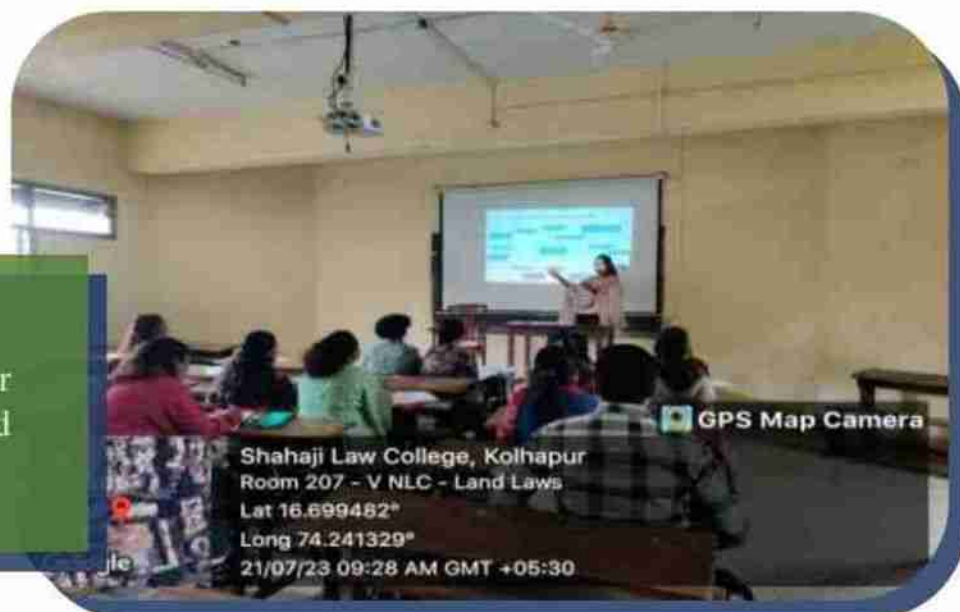 GPS Map Camera
Shahaji Law College, Kolhapur
Room 207 - V NLC - Land Laws
Lat 16.699482°
Long 74.241329°
21/07/23 09:28 AM GMT +05:30